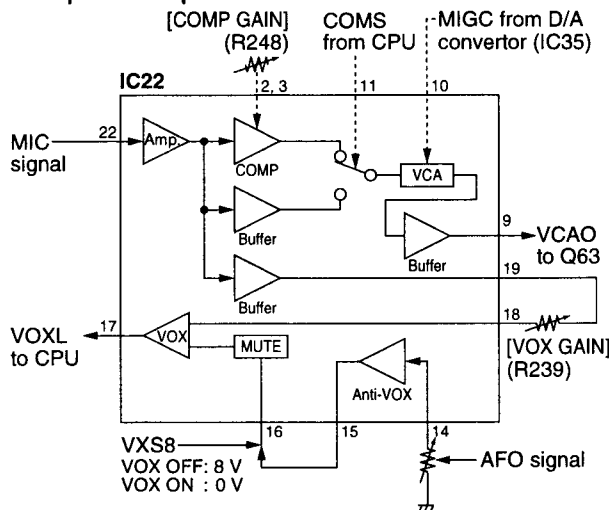 [COMP GAIN]
(R248)
COMS
from CPU
MIGC from D/A
convertor (IC35)
IC22
2, 3
11
10
MIC
signal
22
Amp.
COMP
VCA
Buffer
Buffer
9
VCAO
to Q63
19
Buffer
18
[VOX GAIN]
(R239)
VOXL
to CPU
17
VOX
MUTE
Anti-VOX
16
15
14
VXS8
VOX OFF: 8 V
VOX ON : 0 V
AFO signal